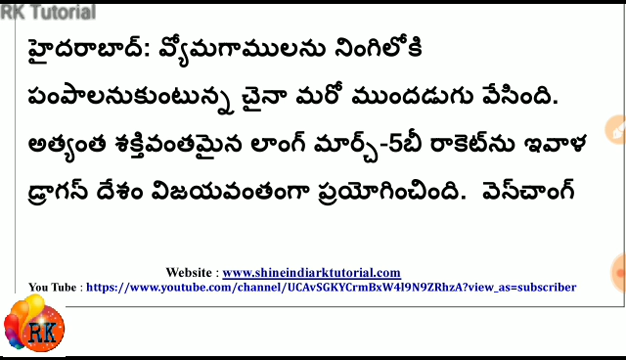 RK Tutorial
హైదరాబాద్: వ్యోమగాములను నింగిలోకి
పంపాలనుకుంటున్న చైనా మరో ముందడుగు వేసింది.
అత్యంత శక్తివంతమైన లాంగ్ మార్చ్-5బీ రాకెట్‌ను ఇవాళ
డ్రాగన్ దేశం విజయవంతంగా ప్రయోగించింది. వెన్‌చాంగ్
Website : www.shineindiarktutorial.com
You Tube : https://www.youtube.com/channel/UCAvSGKYCrmBxW4l9N9ZRhzA?view_as=subscriber
RK